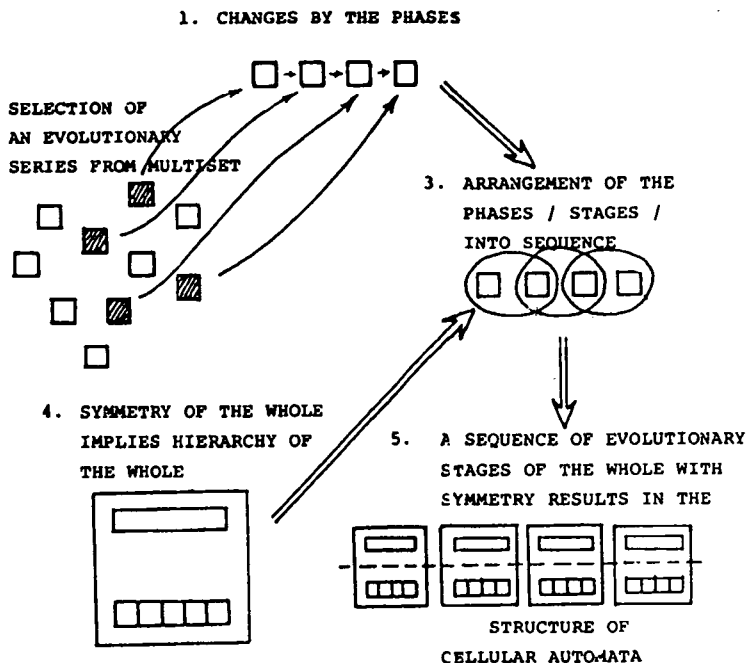 1. CHANGES BY THE PHASES
SELECTION OF
AN EVOLUTIONARY
SERIES FROM MULTISET
3. ARRANGEMENT OF THE
PHASES / STAGES /
INTO SEQUENCE
4. SYMMETRY OF THE WHOLE
IMPLIES HIERARCHY OF
THE WHOLE
5. A SEQUENCE OF EVOLUTIONARY
STAGES OF THE WHOLE WITH
SYMMETRY RESULTS IN THE
STRUCTURE OF
CELLULAR AUTOMATA